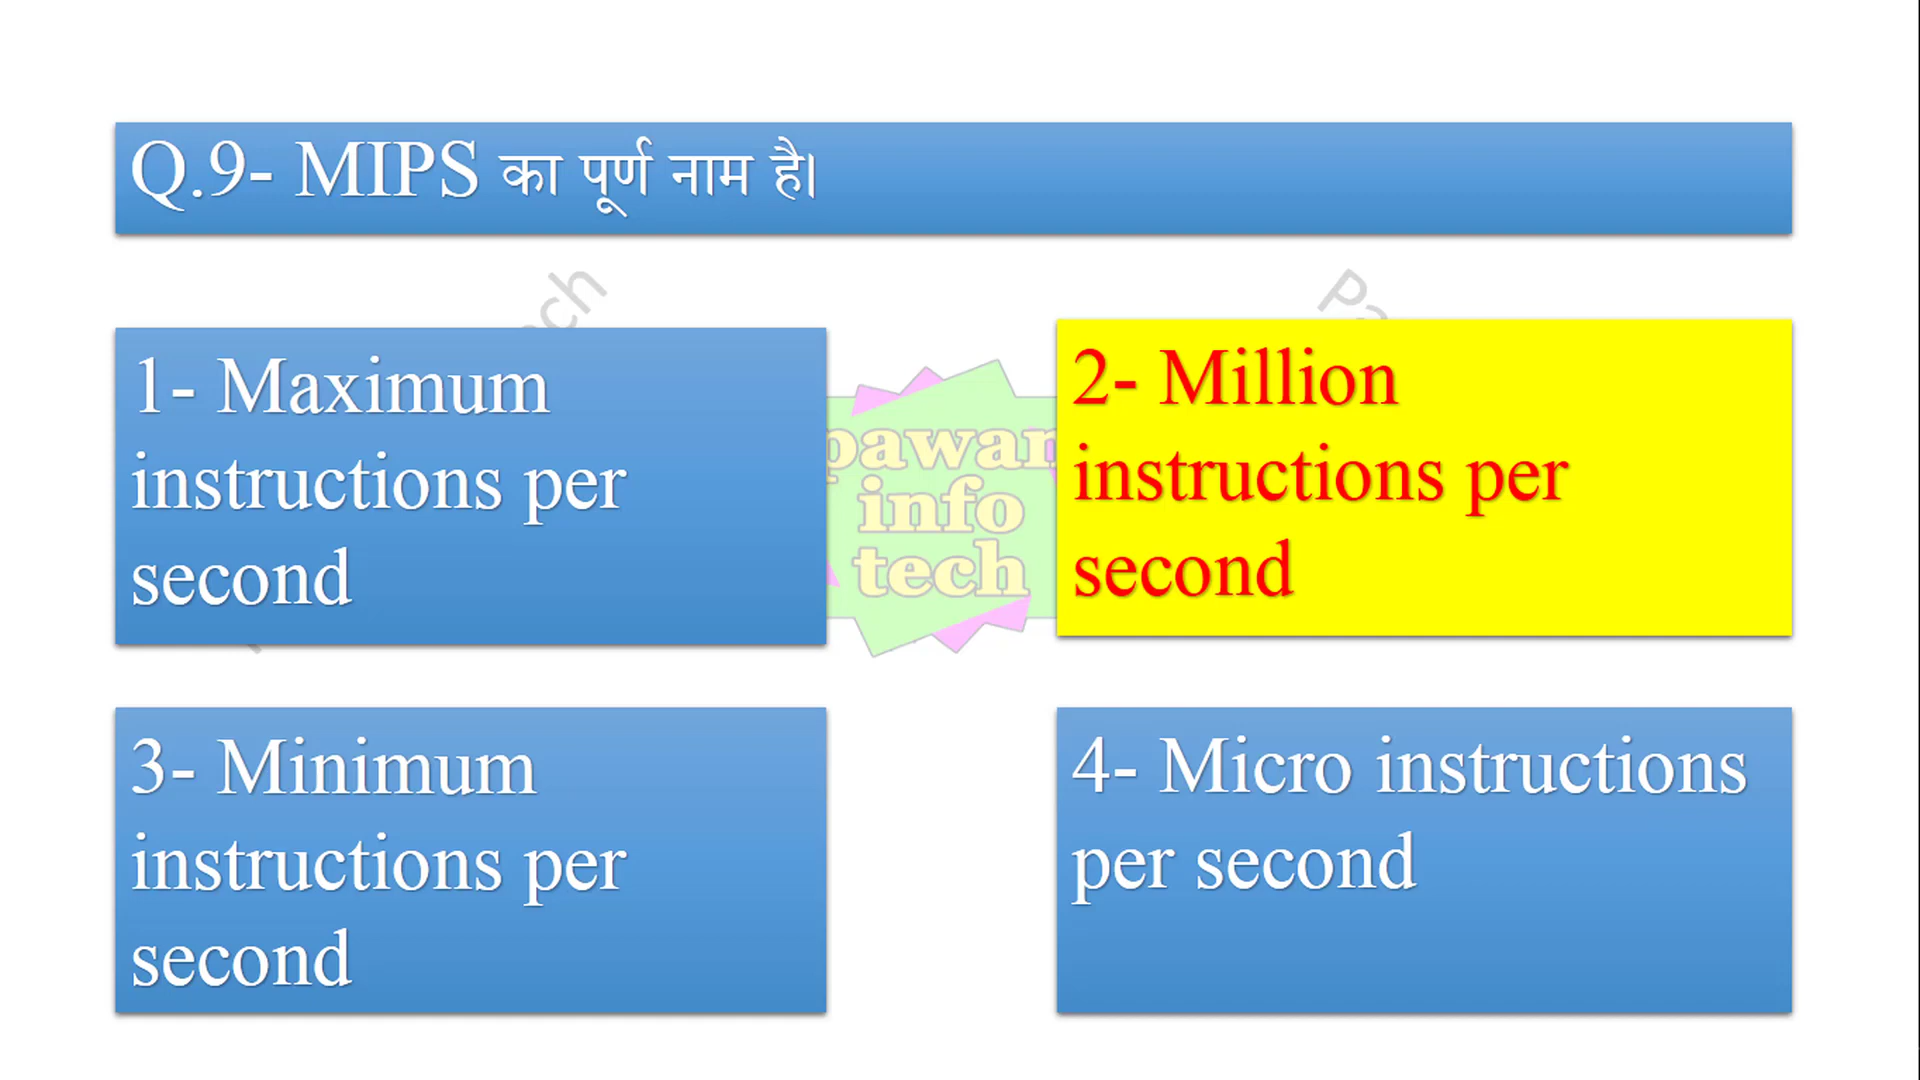 Q.9- MIPS का पूर्ण नाम है।
1- Maximum
instructions per
second
2- Million
instructions per
second
pawan
info
tech
3- Minimum
instructions per
second
4- Micro instructions
per second